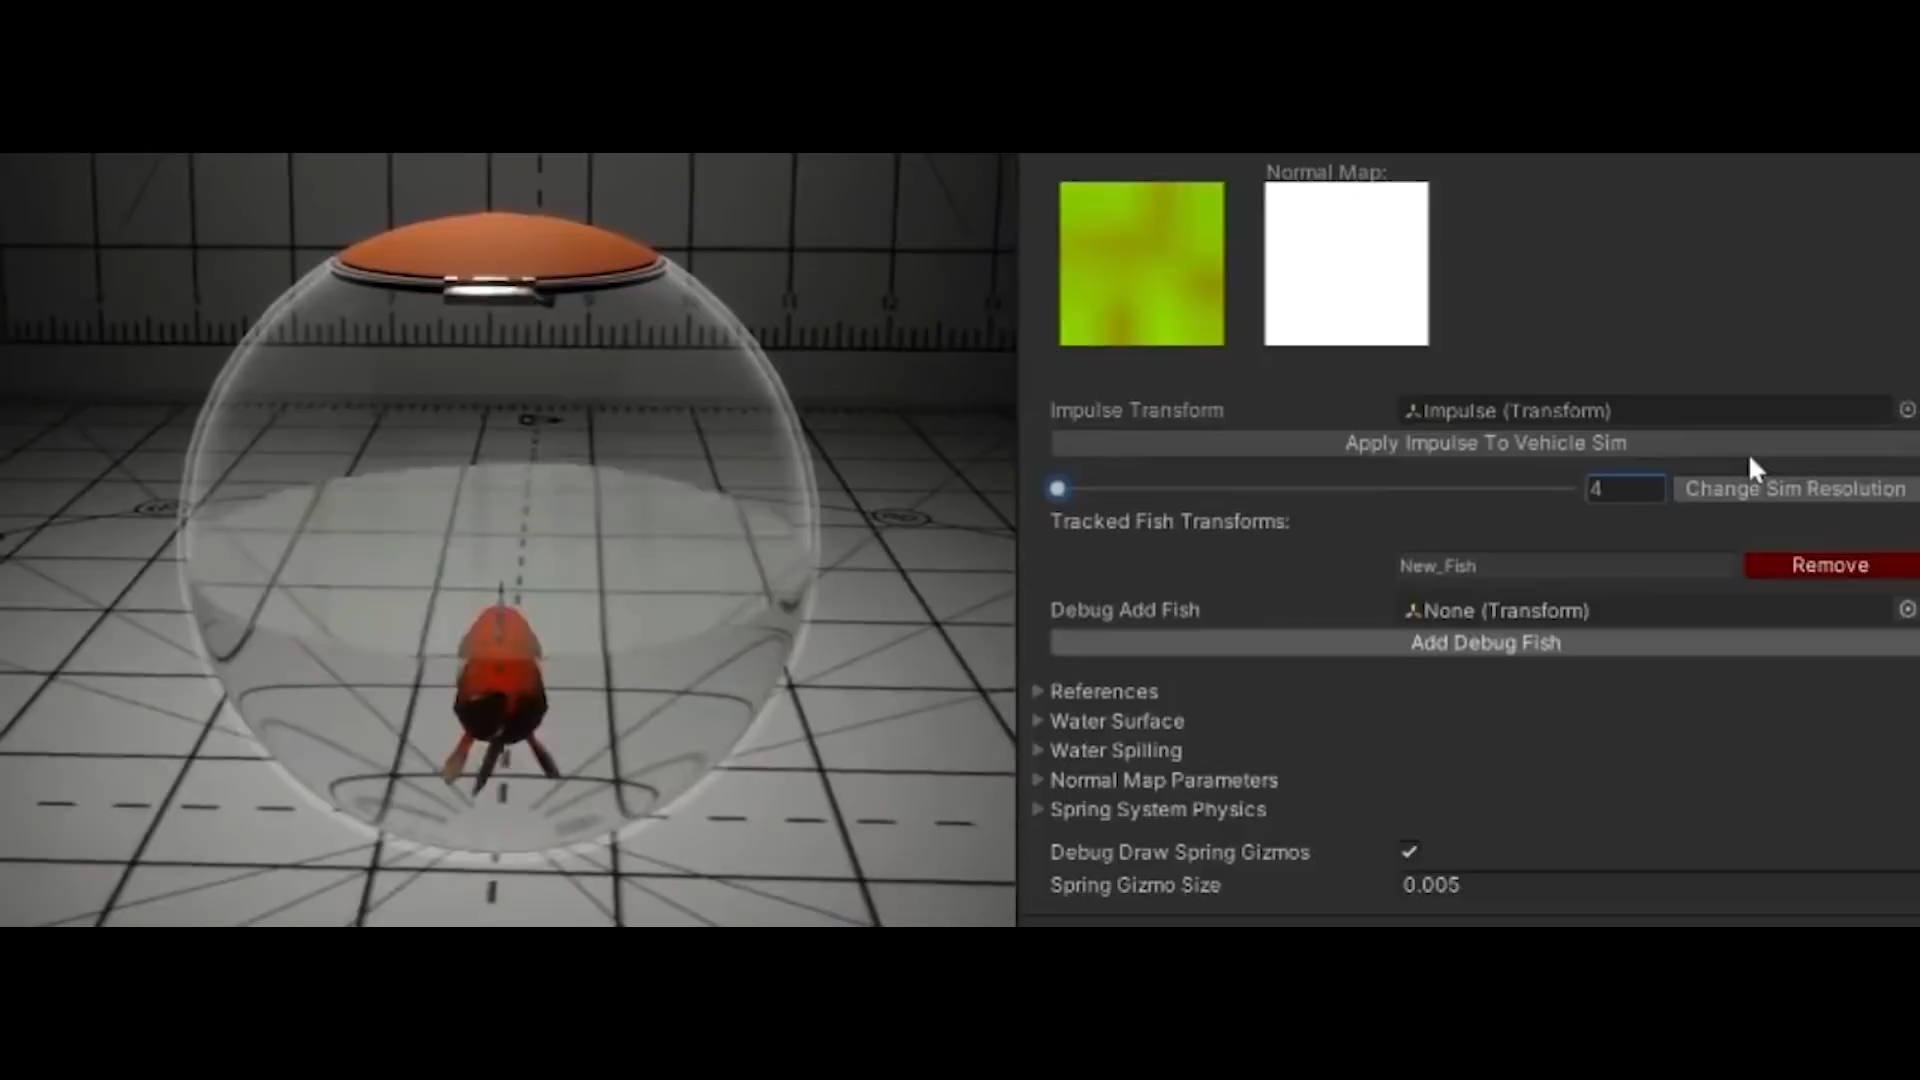 Normal Map:
Impulse Transform
Impulse (Transform)
Apply Impulse To Vehicle Sim
4
Change Sim Resolution
Tracked Fish Transforms:
New_Fish
Remove
Debug Add Fish
None (Transform)
Add Debug Fish
References
Water Surface
Water Spilling
Normal Map Parameters
Spring System Physics
Debug Draw Spring Gizmos
Spring Gizmo Size
0.005